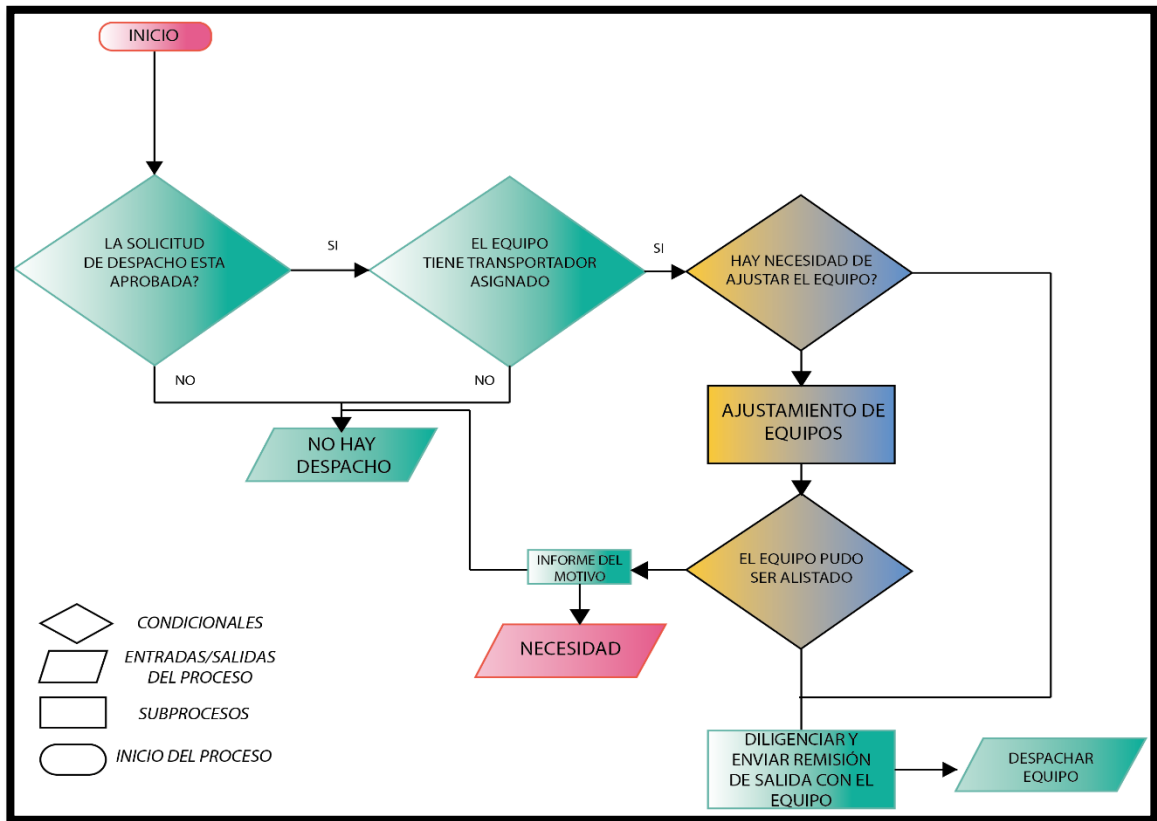 INICIO
LA SOLICITUD
DE DESPACHO ESTA
APROBADA?
SI
EL EQUIPO
TIENE TRANSPORTADOR
ASIGNADO
SI
HAY NECESIDAD DE
AJUSTAR EL EQUIPO?
NO
NO
NO HAY
DESPACHO
AJUSTAMIENTO DE
EQUIPOS
EL EQUIPO PUDO
SER ALISTADO
INFORME DEL
MOTIVO
NECESIDAD
CONDICIONALES
ENTRADAS/SALIDAS
DEL PROCESO
SUBPROCESOS
INICIO DEL PROCESO
DILIGENCIAR Y
ENVIAR REMISIÓN
DE SALIDA CON EL
EQUIPO
DESPACHAR
EQUIPO